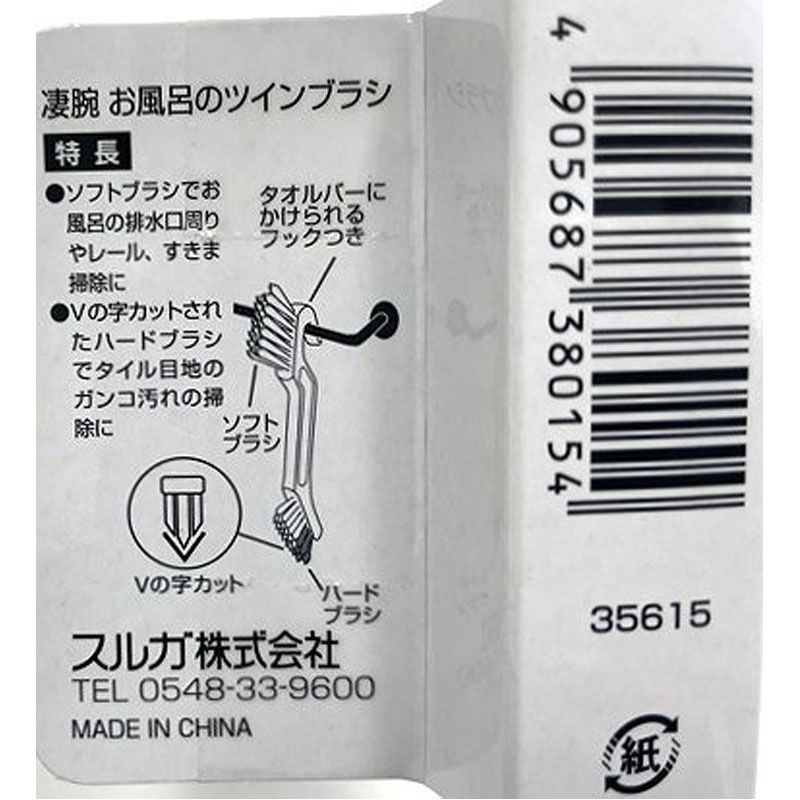 凄腕 お風呂のツインブラシ
特長
●ソフトブラシでお
風呂の排水口周り
やレール、すきま
掃除に
●Vの字カットされ
たハードブラシ
でタイル目地の
ガンコ汚れの掃
除に
タオルバーに
かけられる
フックつき
ソフト
ブラシ
Vの字カット
ハード
ブラシ
スルガ株式会社
TEL 0548-33-9600
MADE IN CHINA
4 905687 380154
35615
紙